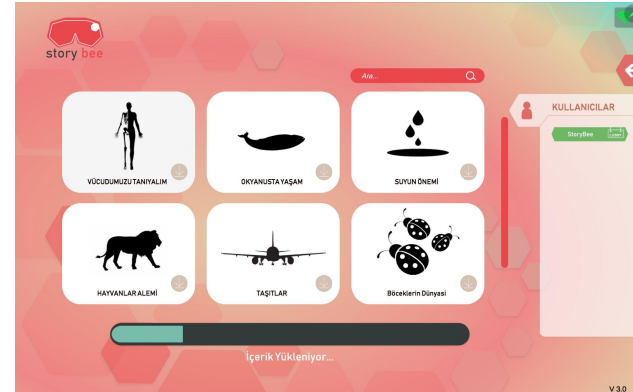 story bee
Ara...
KULLANICILAR
StoryBee
VÜCUDUMUZU TANIYALIM
OKYANUSTA YAŞAM
SUYUN ÖNEMİ
HAYVANLAR ALEMİ
TAŞITLAR
Böceklerin Dünyasi
İçerik Yükleniyor...
V 3.0